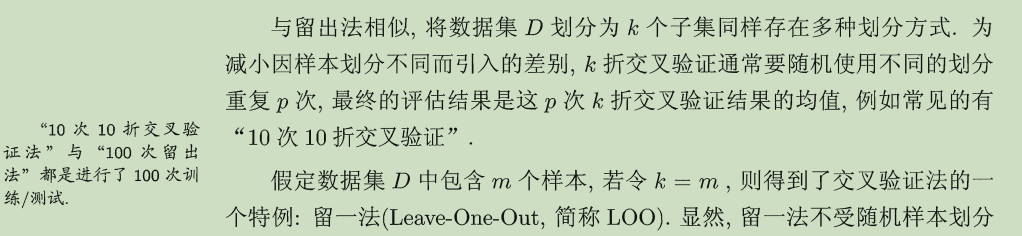 与留出法相似, 将数据集 D 划分为 k 个子集同样存在多种划分方式. 为
减小因样本划分不同而引入的差别, k 折交叉验证通常要随机使用不同的划分
重复 p 次, 最终的评估结果是这 p 次 k 折交叉验证结果的均值, 例如常见的有
“10 次 10 折交叉验证”.
“10 次 10 折交叉验
证法” 与 “100 次留出
法” 都是进行了 100 次训
练/测试.
假定数据集 D 中包含 m 个样本, 若令 k = m , 则得到了交叉验证法的一
个特例: 留一法(Leave-One-Out, 简称 LOO). 显然, 留一法不受随机样本划分